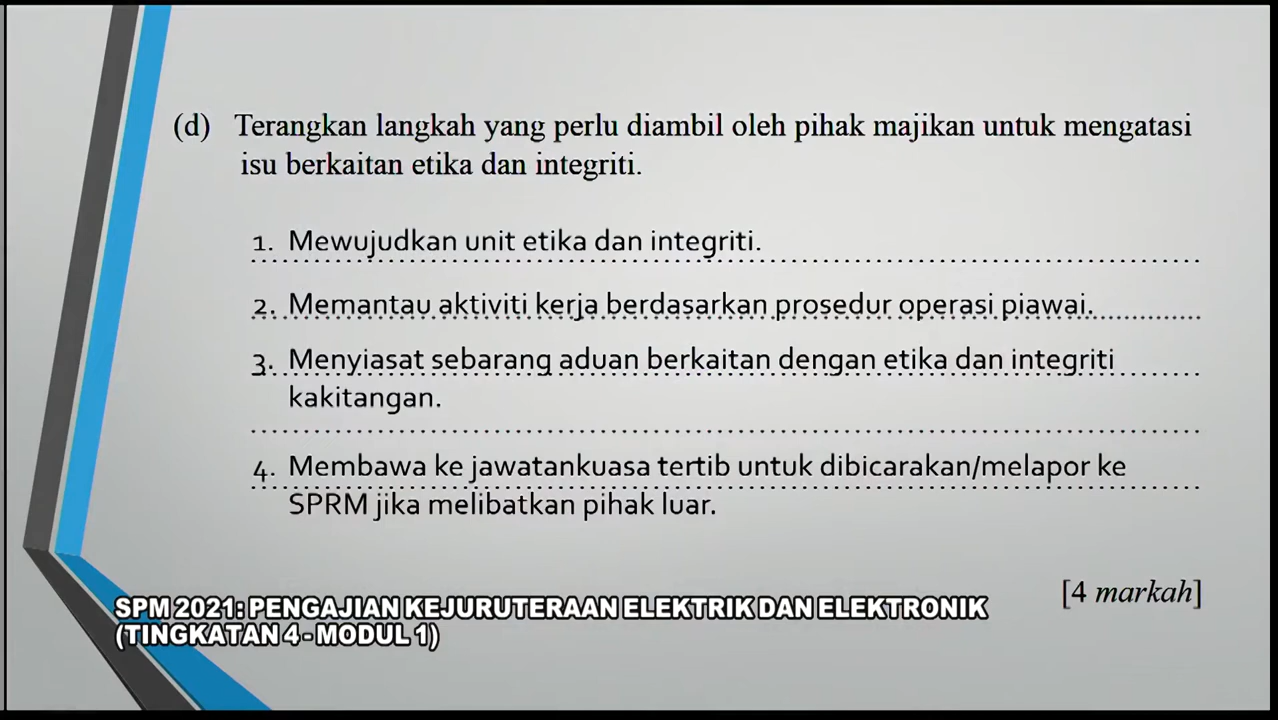 (d) Terangkan langkah yang perlu diambil oleh pihak majikan untuk mengatasi
isu berkaitan etika dan integriti.
1. Mewujudkan unit etika dan integriti.
2. Memantau aktiviti kerja berdasarkan prosedur operasi piawai.
3. Menyiasat sebarang aduan berkaitan dengan etika dan integriti
kakitangan.
4. Membawa ke jawatankuasa tertib untuk dibicarakan/melapor ke
SPRM jika melibatkan pihak luar.
[4 markah]
SPM 2021: PENGAJIAN KEJURUTERAAN ELEKTRIK DAN ELEKTRONIK
(TINGKATAN 4 - MODUL 1)